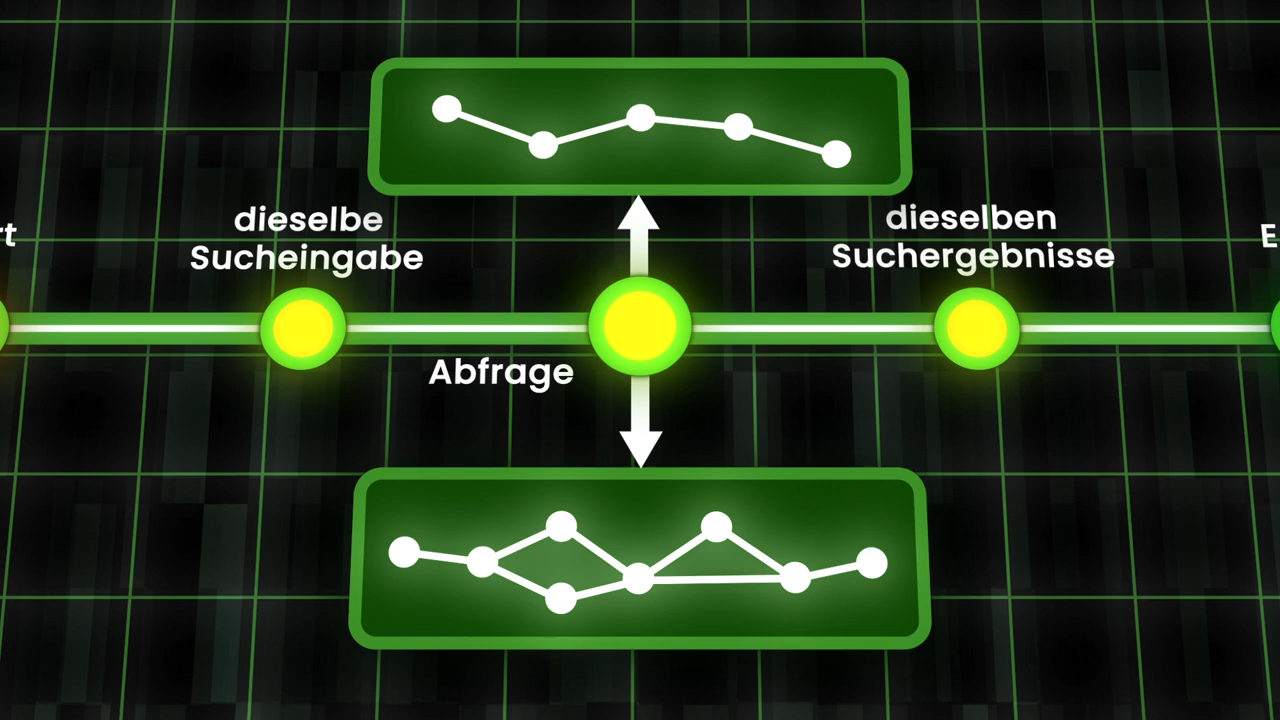 dieselbe
Sucheingabe
dieselben
Suchergebnisse
Abfrage